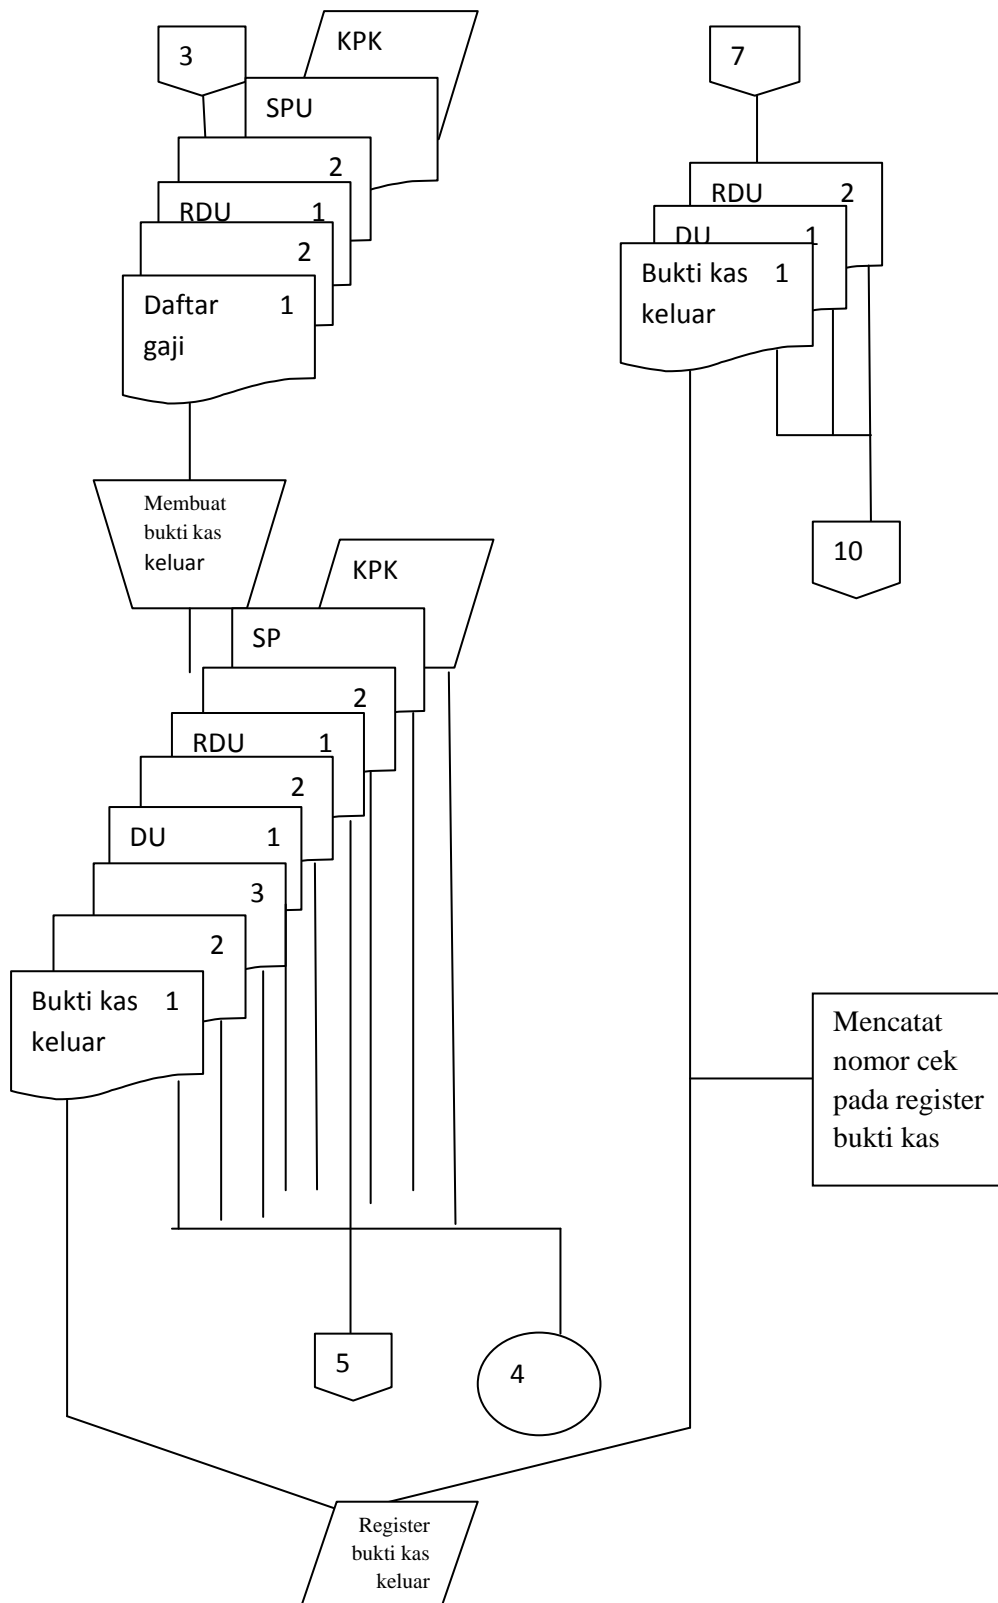 3
KPK
SPU
2
RDU 1
2
Daftar 1
gaji
Membuat
bukti kas
keluar
KPK
SP
2
RDU 1
2
DU 1
3
2
Bukti kas 1
keluar
5
4
7
RDU 2
DU 1
Bukti kas 1
keluar
10
Mencatat
nomor cek
pada register
bukti kas
Register
bukti kas
keluar